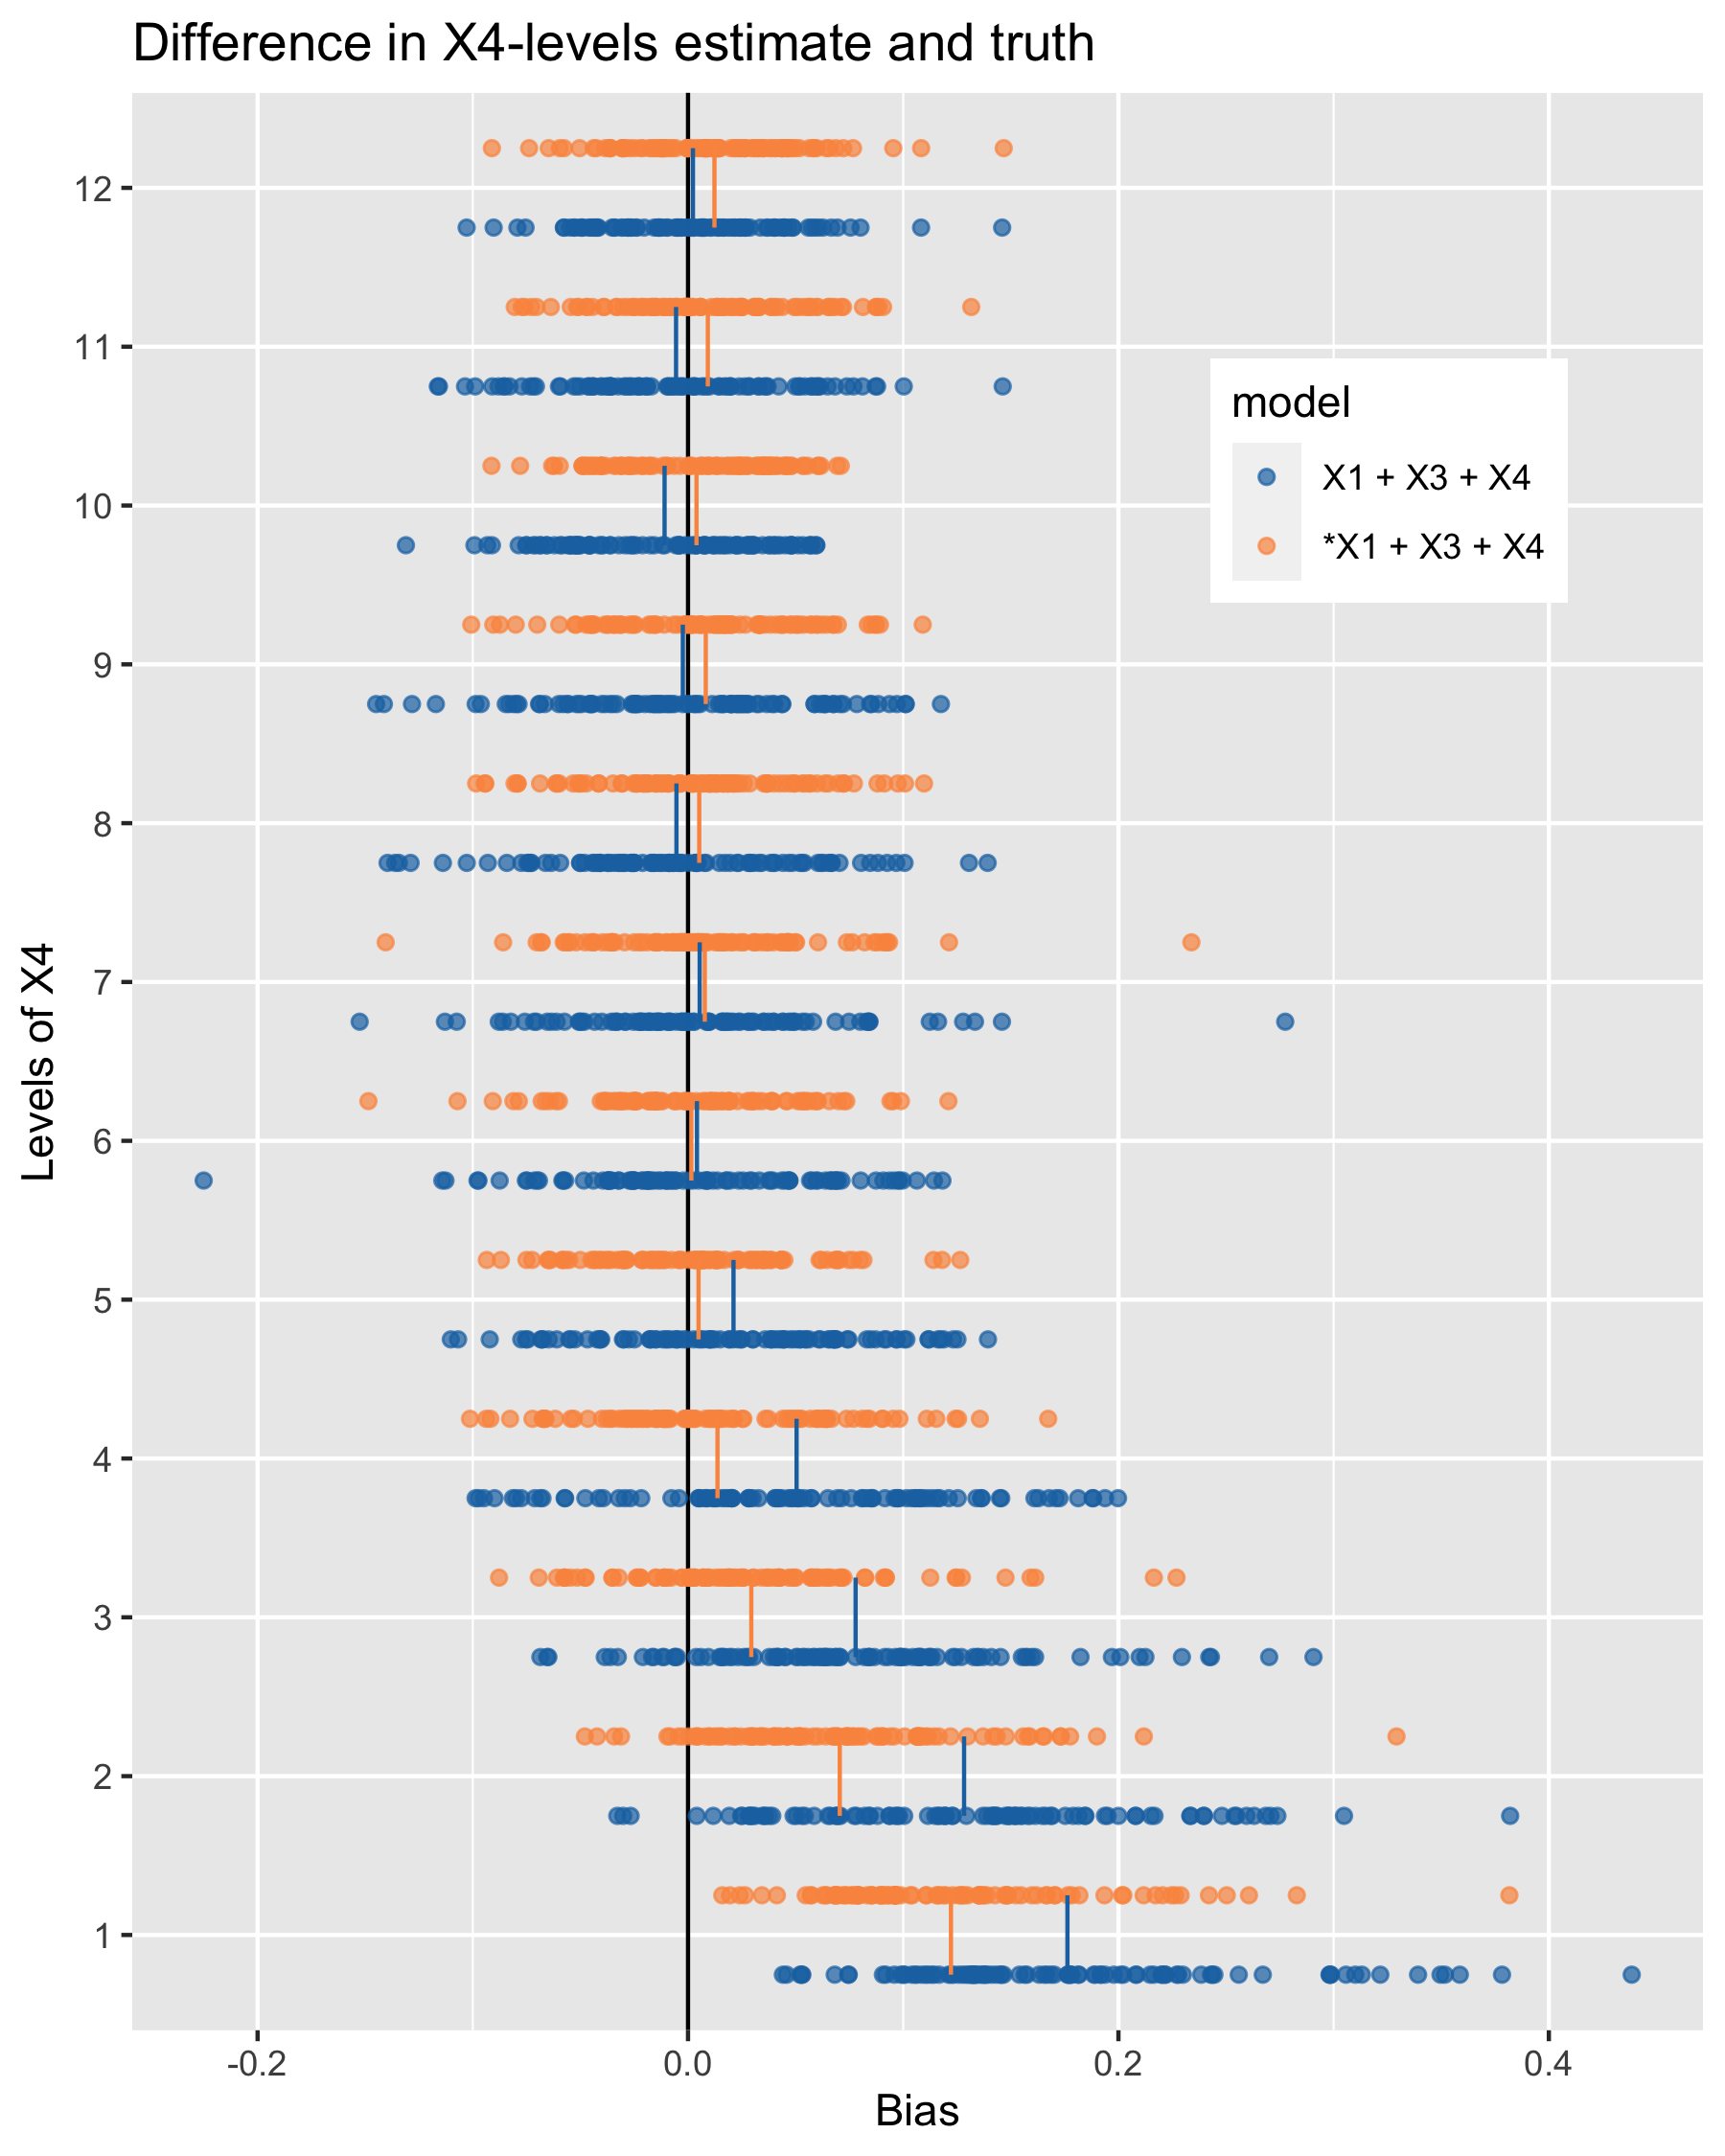 Difference in X4-levels estimate and truth
Levels of X4
12
11
10
9
8
7
6
5
4
3
2
1
model
X1 + X3 + X4
*X1 + X3 + X4
-0.2
0.0
0.2
0.4
Bias